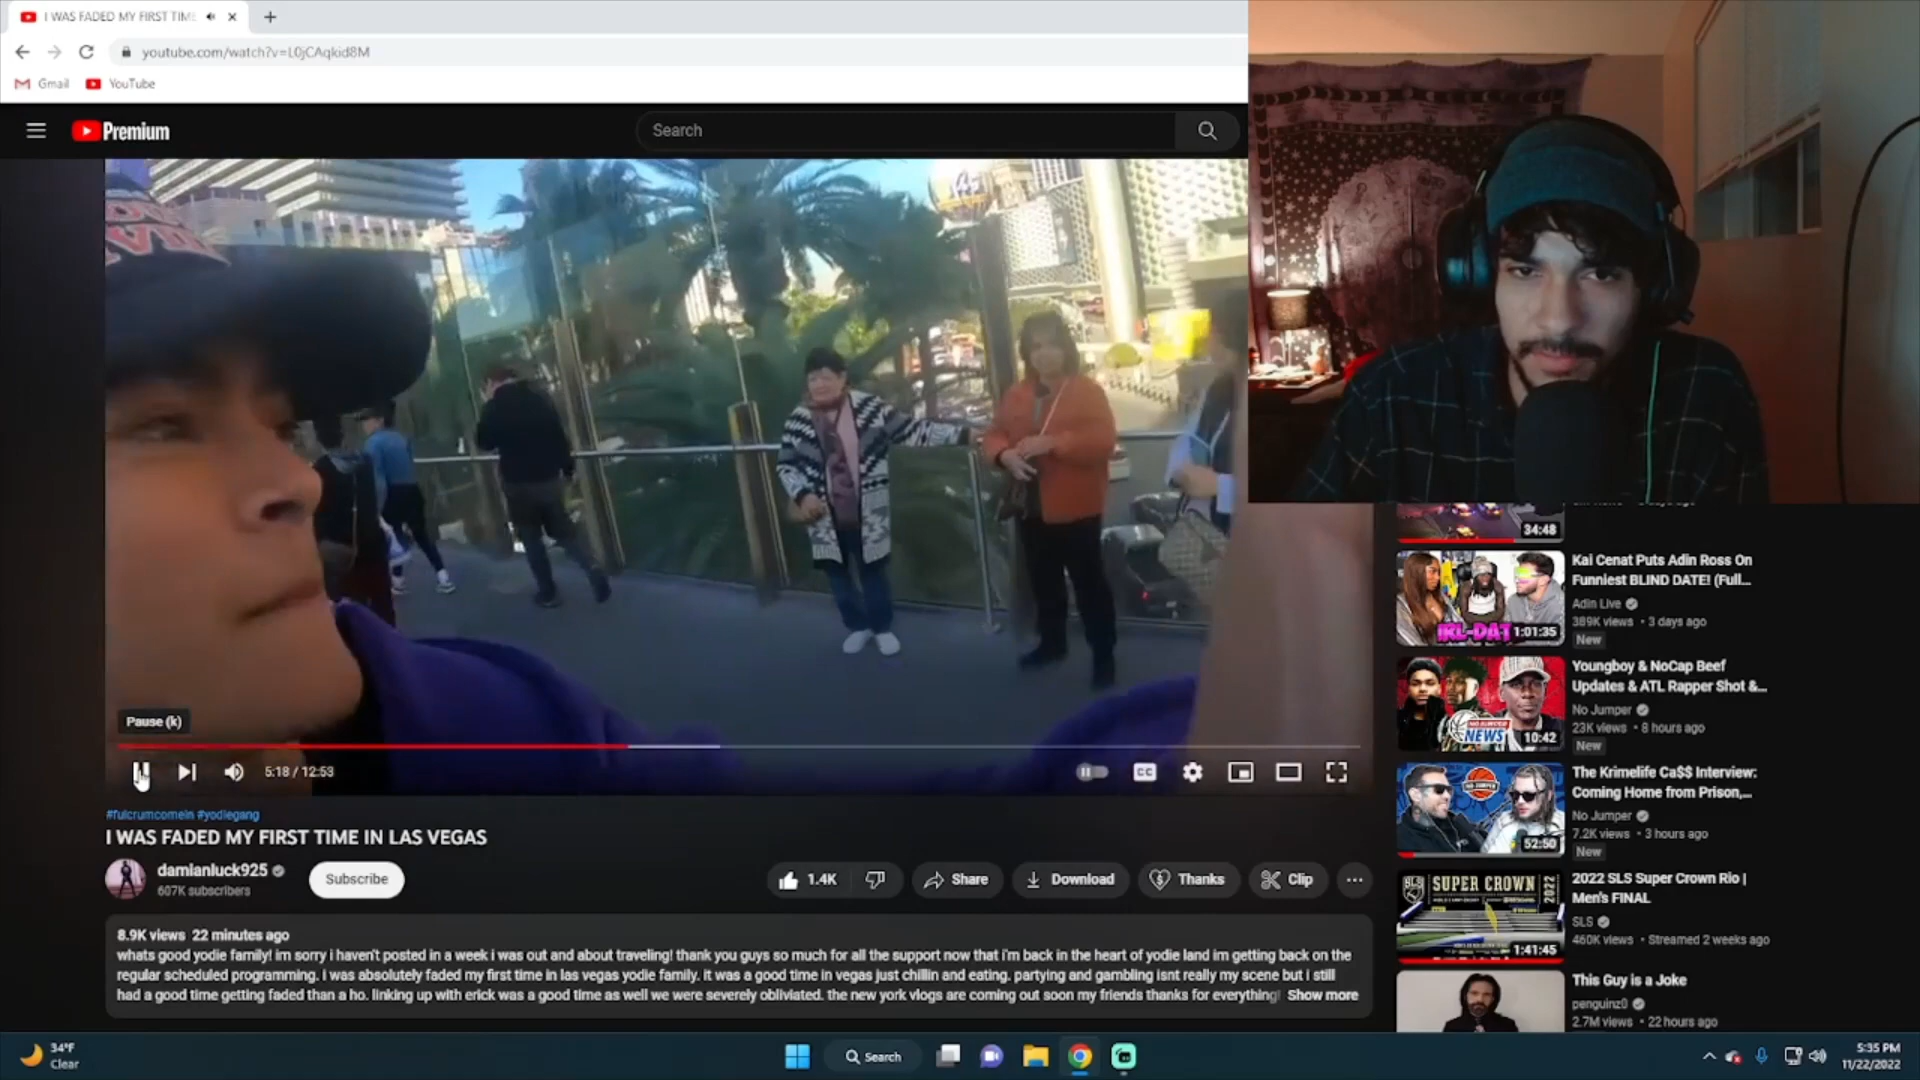 I WAS FADED MY FIRST TIME
youtube.com/watch?v=L0jCAqkid8M
Gmail
YouTube
Premium
Search
Pause (k)
5:18 / 12:53
CC
#fulcrumcomein #yodiegang
I WAS FADED MY FIRST TIME IN LAS VEGAS
damianluck925
607K subscribers
Subscribe
1.4K
Share
Download
Thanks
Clip
8.9K views 22 minutes ago
whats good yodie family! im sorry i haven't posted in a week i was out and about traveling! thank you guys so much for all the support now that i'm back in the heart of yodie land im getting back on the
regular scheduled programming. i was absolutely faded my first time in las vegas yodie family. it was a good time in vegas just chillin and eating. partying and gambling isnt really my scene but i still
had a good time getting faded than a ho. linking up with erick was a good time as well we were severely obliviated. the new york vlogs are coming out soon my friends thanks for everything! Show more
34:48
1:01:35
Kai Cenat Puts Adin Ross On
Funniest BLIND DATE! (Full...
Adin Live
389K views • 3 days ago
New
NEWS
10:42
Youngboy & NoCap Beef
Updates & ATL Rapper Shot &...
No Jumper
23K views • 8 hours ago
New
52:50
The Krimelife Ca$$ Interview:
Coming Home from Prison,...
No Jumper
7.2K views • 3 hours ago
New
SLS
SUPER CROWN
2022
1:41:45
2022 SLS Super Crown Rio |
Men's FINAL
SLS
460K views • Streamed 2 weeks ago
This Guy is a Joke
penguinz0
2.7M views • 22 hours ago
34°F
Clear
Search
5:35 PM
11/22/2022